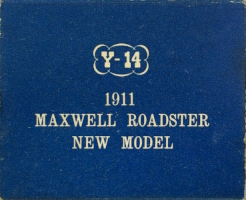 Y-14
1911
MAXWELL ROADSTER
NEW MODEL